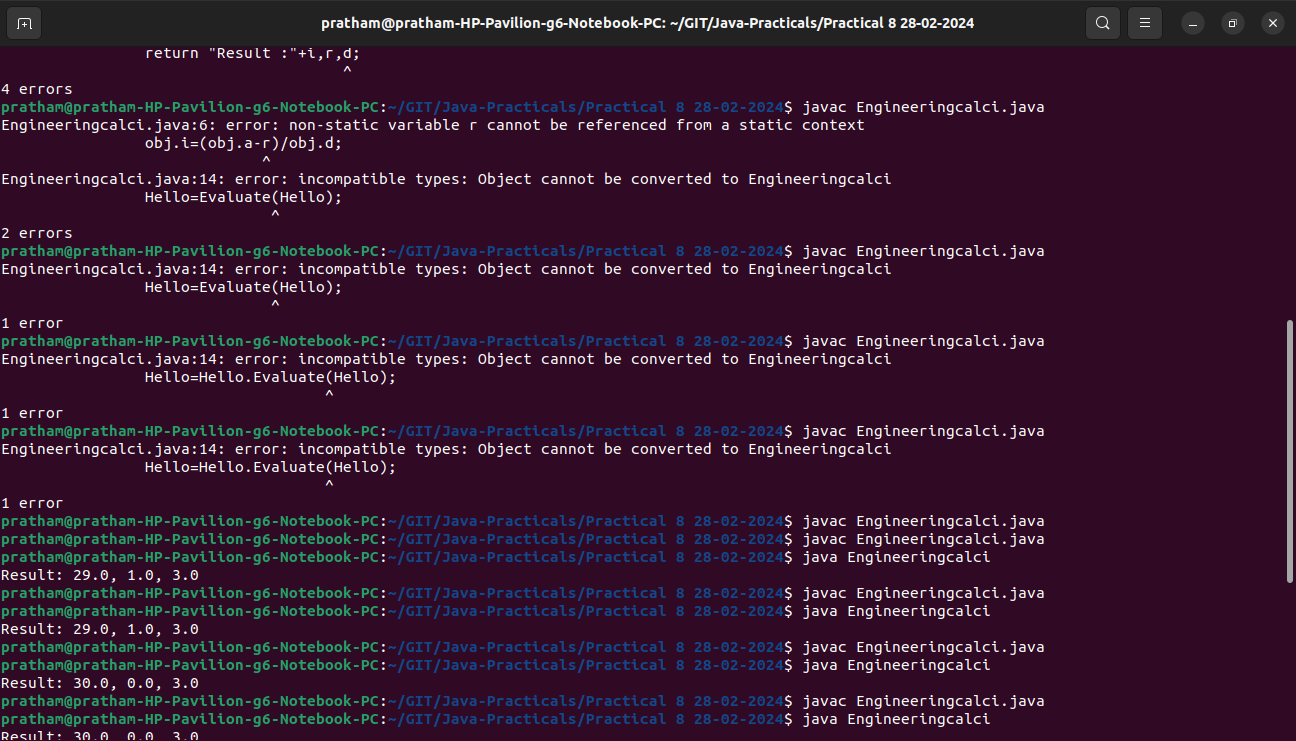 pratham@pratham-HP-Pavilion-g6-Notebook-PC: ~/GIT/Java-Practicals/Practical 8 28-02-2024
return "Result :"+i,r,d;
^
4 errors
pratham@pratham-HP-Pavilion-g6-Notebook-PC:~/GIT/Java-Practicals/Practical 8 28-02-2024$ javac Engineeringcalci.java
Engineeringcalci.java:6: error: non-static variable r cannot be referenced from a static context
obj.i=(obj.a-r)/obj.d;
^
Engineeringcalci.java:14: error: incompatible types: Object cannot be converted to Engineeringcalci
Hello=Evaluate(Hello);
^
2 errors
pratham@pratham-HP-Pavilion-g6-Notebook-PC:~/GIT/Java-Practicals/Practical 8 28-02-2024$ javac Engineeringcalci.java
Engineeringcalci.java:14: error: incompatible types: Object cannot be converted to Engineeringcalci
Hello=Evaluate(Hello);
^
1 error
pratham@pratham-HP-Pavilion-g6-Notebook-PC:~/GIT/Java-Practicals/Practical 8 28-02-2024$ javac Engineeringcalci.java
Engineeringcalci.java:14: error: incompatible types: Object cannot be converted to Engineeringcalci
Hello=Hello.Evaluate(Hello);
^
1 error
pratham@pratham-HP-Pavilion-g6-Notebook-PC:~/GIT/Java-Practicals/Practical 8 28-02-2024$ javac Engineeringcalci.java
Engineeringcalci.java:14: error: incompatible types: Object cannot be converted to Engineeringcalci
Hello=Hello.Evaluate(Hello);
^
1 error
pratham@pratham-HP-Pavilion-g6-Notebook-PC:~/GIT/Java-Practicals/Practical 8 28-02-2024$ javac Engineeringcalci.java
pratham@pratham-HP-Pavilion-g6-Notebook-PC:~/GIT/Java-Practicals/Practical 8 28-02-2024$ javac Engineeringcalci.java
pratham@pratham-HP-Pavilion-g6-Notebook-PC:~/GIT/Java-Practicals/Practical 8 28-02-2024$ java Engineeringcalci
Result: 29.0, 1.0, 3.0
pratham@pratham-HP-Pavilion-g6-Notebook-PC:~/GIT/Java-Practicals/Practical 8 28-02-2024$ javac Engineeringcalci.java
pratham@pratham-HP-Pavilion-g6-Notebook-PC:~/GIT/Java-Practicals/Practical 8 28-02-2024$ java Engineeringcalci
Result: 29.0, 1.0, 3.0
pratham@pratham-HP-Pavilion-g6-Notebook-PC:~/GIT/Java-Practicals/Practical 8 28-02-2024$ javac Engineeringcalci.java
pratham@pratham-HP-Pavilion-g6-Notebook-PC:~/GIT/Java-Practicals/Practical 8 28-02-2024$ java Engineeringcalci
Result: 30.0, 0.0, 3.0
pratham@pratham-HP-Pavilion-g6-Notebook-PC:~/GIT/Java-Practicals/Practical 8 28-02-2024$ javac Engineeringcalci.java
pratham@pratham-HP-Pavilion-g6-Notebook-PC:~/GIT/Java-Practicals/Practical 8 28-02-2024$ java Engineeringcalci
Result: 30.0, 0.0, 3.0